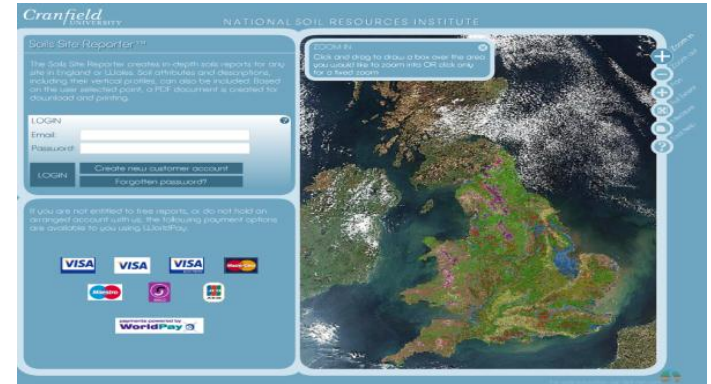 Cranfield
UNIVERSITY
NATIONAL SOIL RESOURCES INSTITUTE
Soils Site Reporter™
The Soils Site Reporter creates in-depth soils reports for any
site in England or Wales. Soil attributes and descriptions,
including their vertical profiles, can also be included. Based
on the user selected point, a PDF document is created for
download and printing.
LOGIN
Email:
Password:
LOGIN
Create new customer account
Forgotten password?
If you are not entitled to free reports, or do not hold an
arranged account with us, the following payment options
are available to you using WorldPay.
VISA
VISA
VISA
MasterCard
Maestro
JCB
payments powered by
WorldPay
ZOOM IN
Click and drag to draw a box over the area
you would like to zoom into OR click only
for a fixed zoom
Zoom In